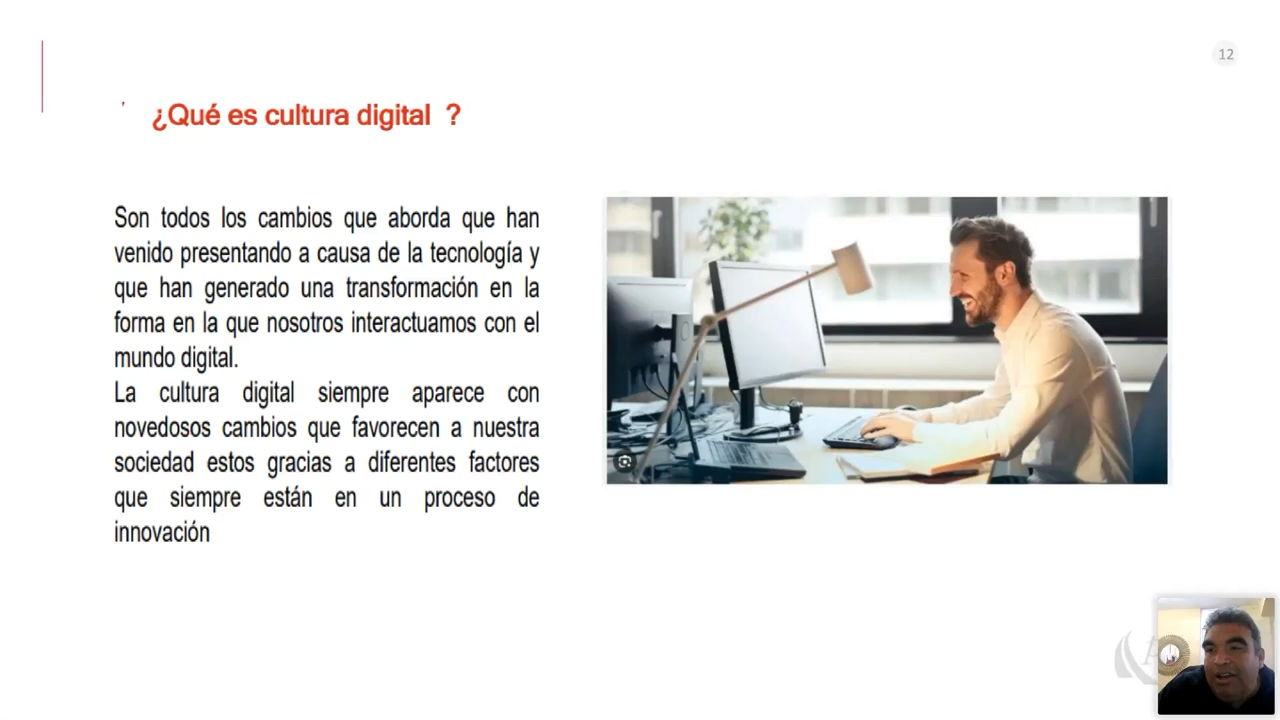 12
¿Qué es cultura digital ?
Son todos los cambios que aborda que han
venido presentando a causa de la tecnología y
que han generado una transformación en la
forma en la que nosotros interactuamos con el
mundo digital.
La cultura digital siempre aparece con
novedosos cambios que favorecen a nuestra
sociedad estos gracias a diferentes factores
que siempre están en un proceso de
innovación